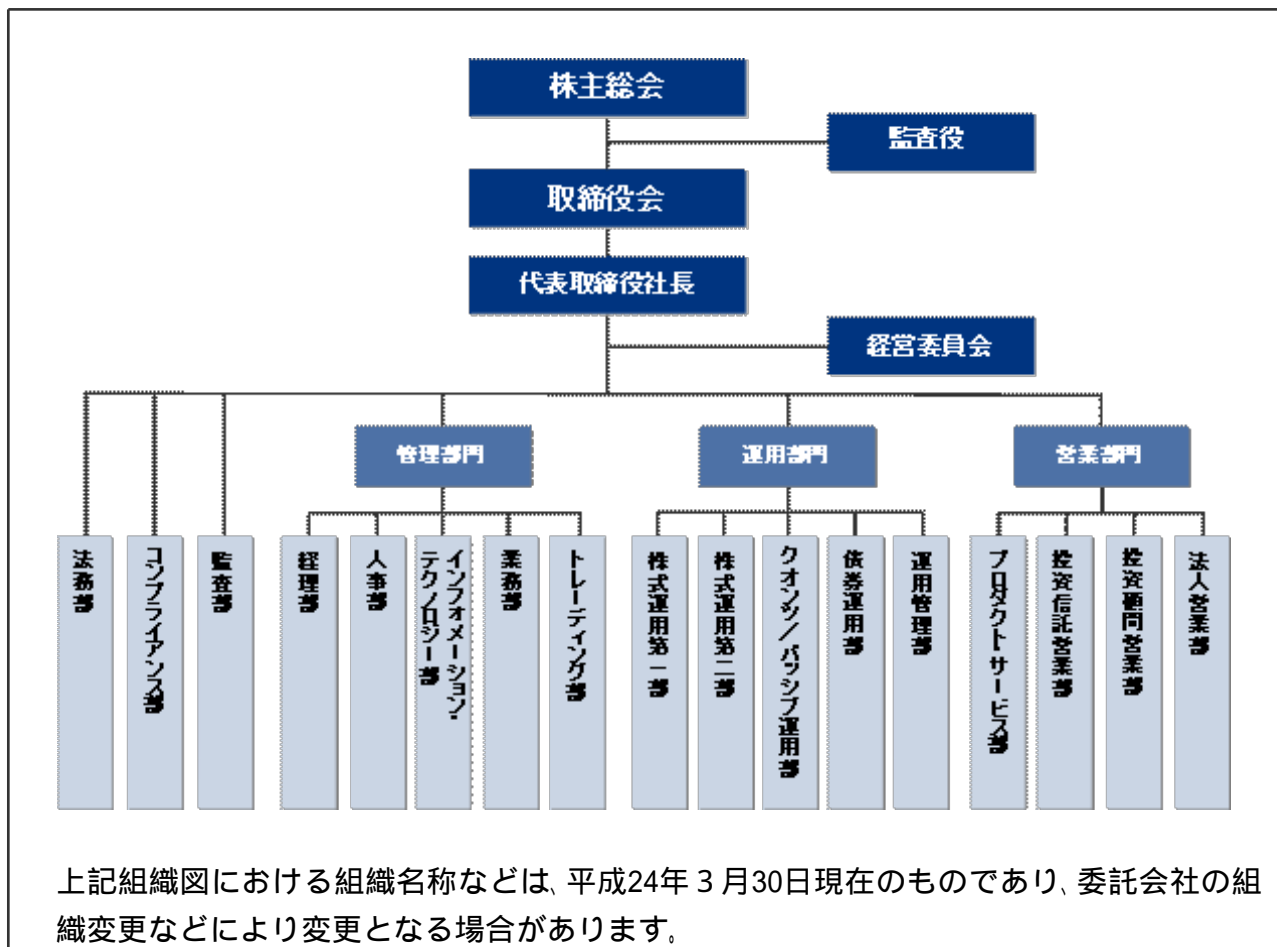 株主総会
監査役
取締役会
代表取締役社長
経営委員会
管理部門
運用部門
営業部門
法務部
コンプライアンス部
監査部
経理部
人事部
インフォメーション・
テクノロジー部
業務部
トレーディング部
株式運用第一部
株式運用第二部
クオンツ／パッシブ運用部
債券運用部
運用管理部
プロダクト・サービス部
投資信託営業部
投資顧問営業部
法人営業部
上記組織図における組織名称などは、平成24年３月30日現在のものであり、委託会社の組
織変更などにより変更となる場合があります。